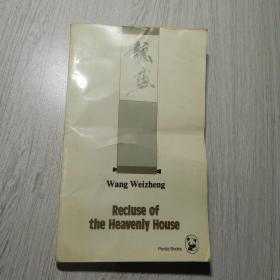 Wang Weizheng
Recluse of
the Heavenly House
Panda Books